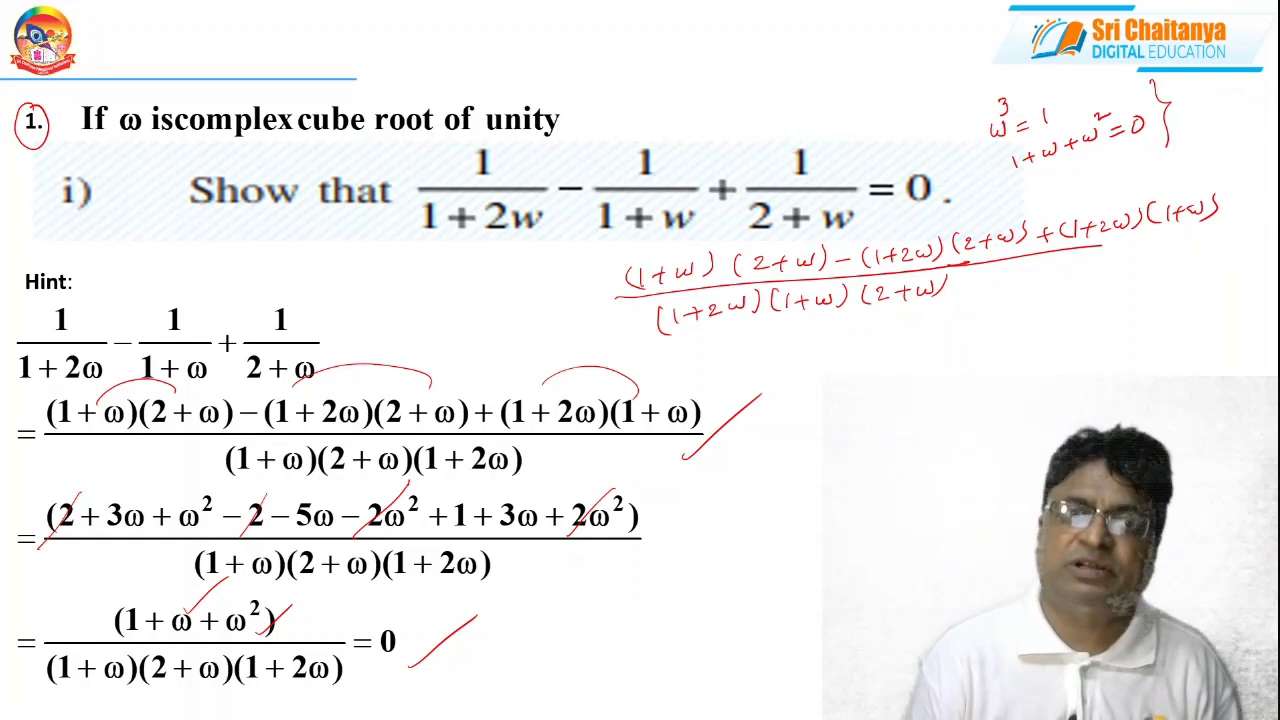 Sri Chaitanya
DIGITAL EDUCATION
1. If ω iscomplex cube root of unity
ω³ = 1
1+ω+ω² = 0 }
i) Show that 1/(1+2w) − 1/(1+w) + 1/(2+w) = 0 .
((1+ω)(2+ω) − (1+2ω)(2+ω) + (1+2ω)(1+ω))/((1+2ω)(1+ω)(2+ω)
Hint:
1/(1+2ω) − 1/(1+ω) + 1/(2+ω)
= ((1+ω)(2+ω)−(1+2ω)(2+ω)+(1+2ω)(1+ω))/((1+ω)(2+ω)(1+2ω))
= (2+3ω+ω²−2−5ω−2ω²+1+3ω+2ω²)/((1+ω)(2+ω)(1+2ω))
= (1+ω+ω²)/((1+ω)(2+ω)(1+2ω)) = 0